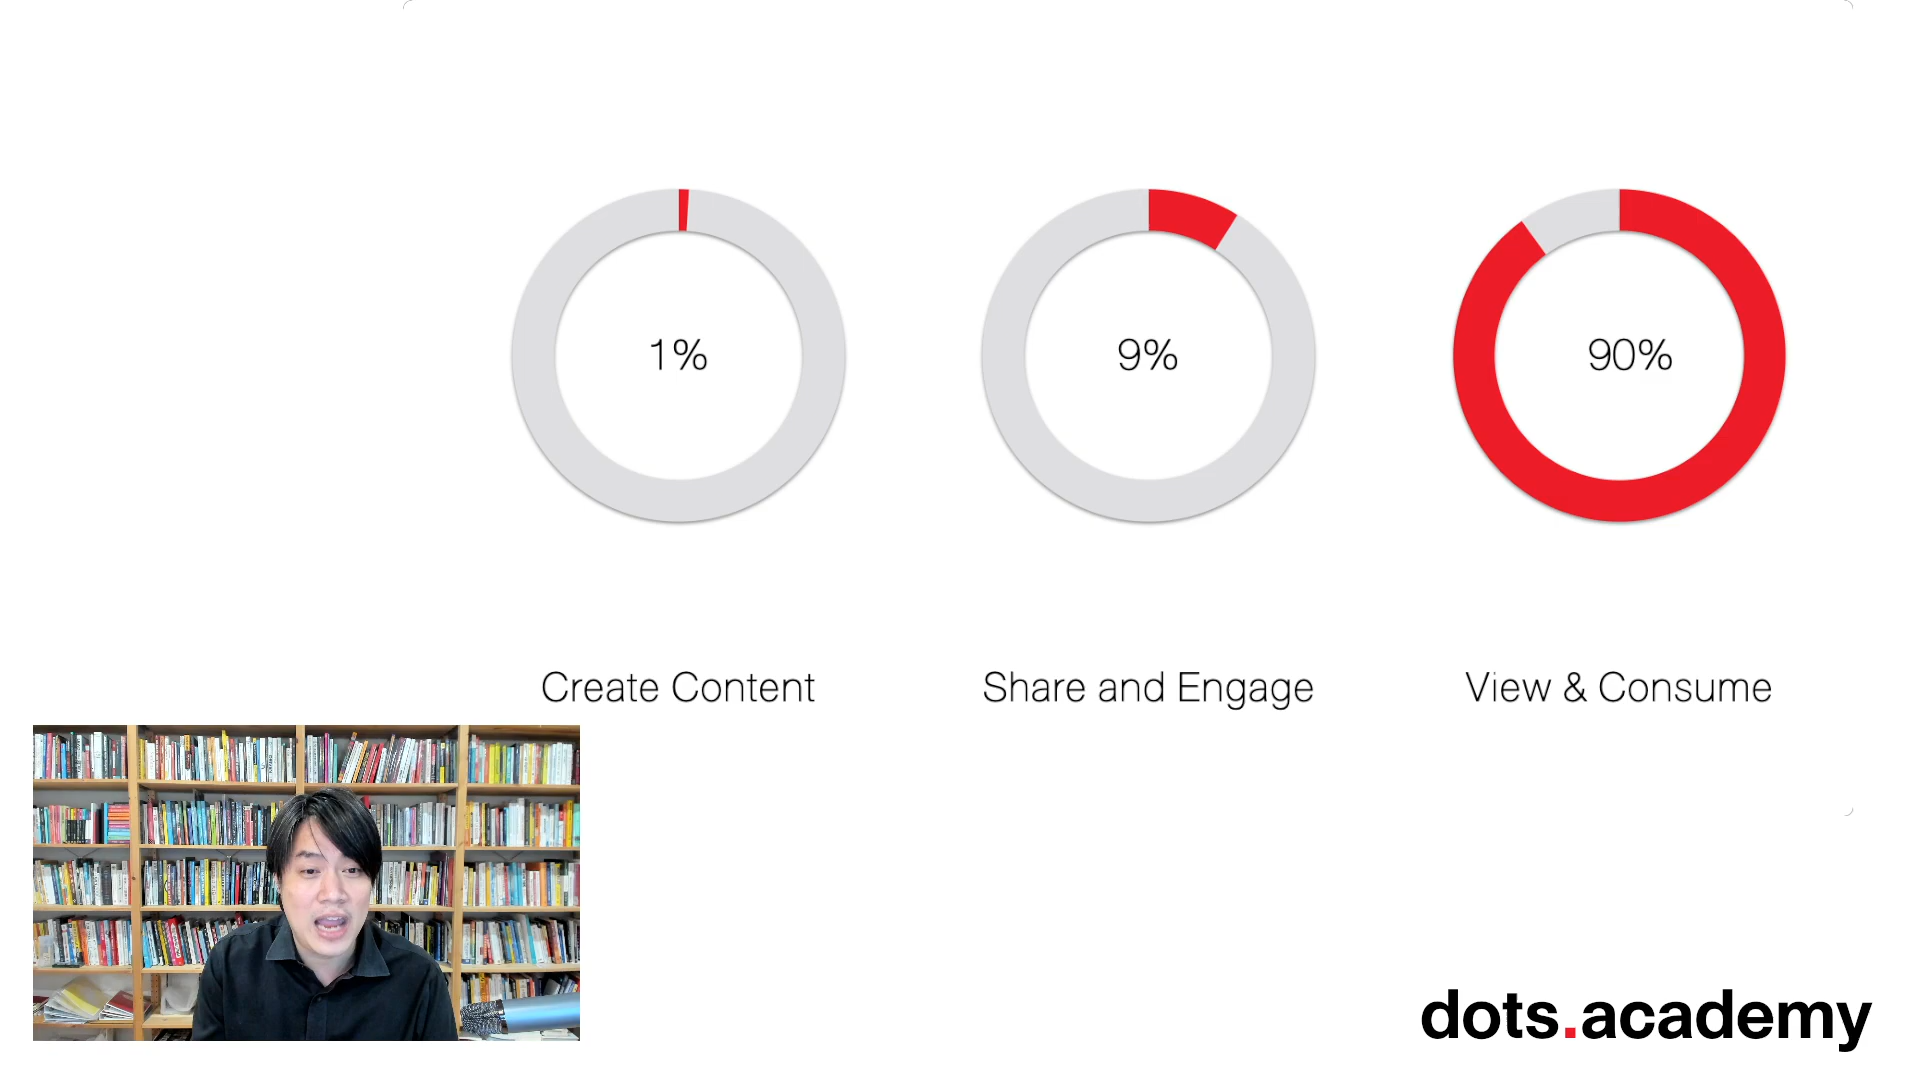 1%
9%
90%
Create Content
Share and Engage
View & Consume
dots.academy